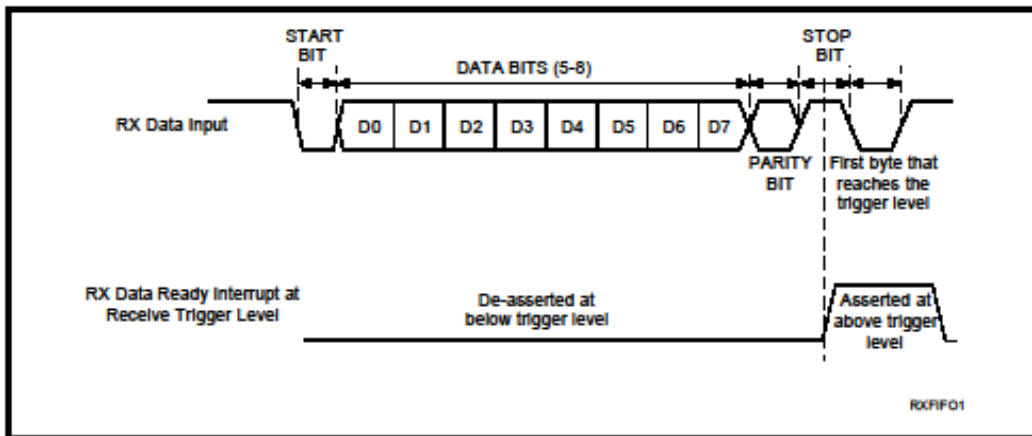 START
BIT
DATA BITS (5-8)
STOP
BIT
RX Data Input
D0 D1 D2 D3 D4 D5 D6 D7
PARITY
BIT
First byte that
reaches the
trigger level
RX Data Ready Interrupt at
Receive Trigger Level
De-asserted at
below trigger level
Asserted at
above trigger
level
RXFIFO1